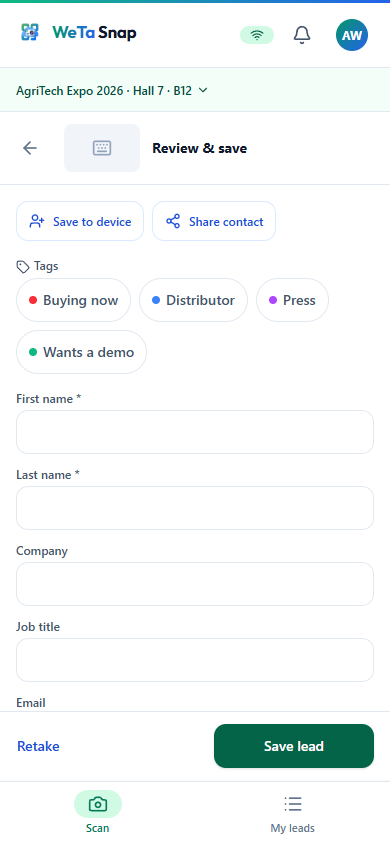 WeTa Snap
AW
AgriTech Expo 2026 · Hall 7 · B12
Review & save
Save to device
Share contact
Tags
Buying now
Distributor
Press
Wants a demo
First name *
Last name *
Company
Job title
Email
Retake
Save lead
Scan
My leads